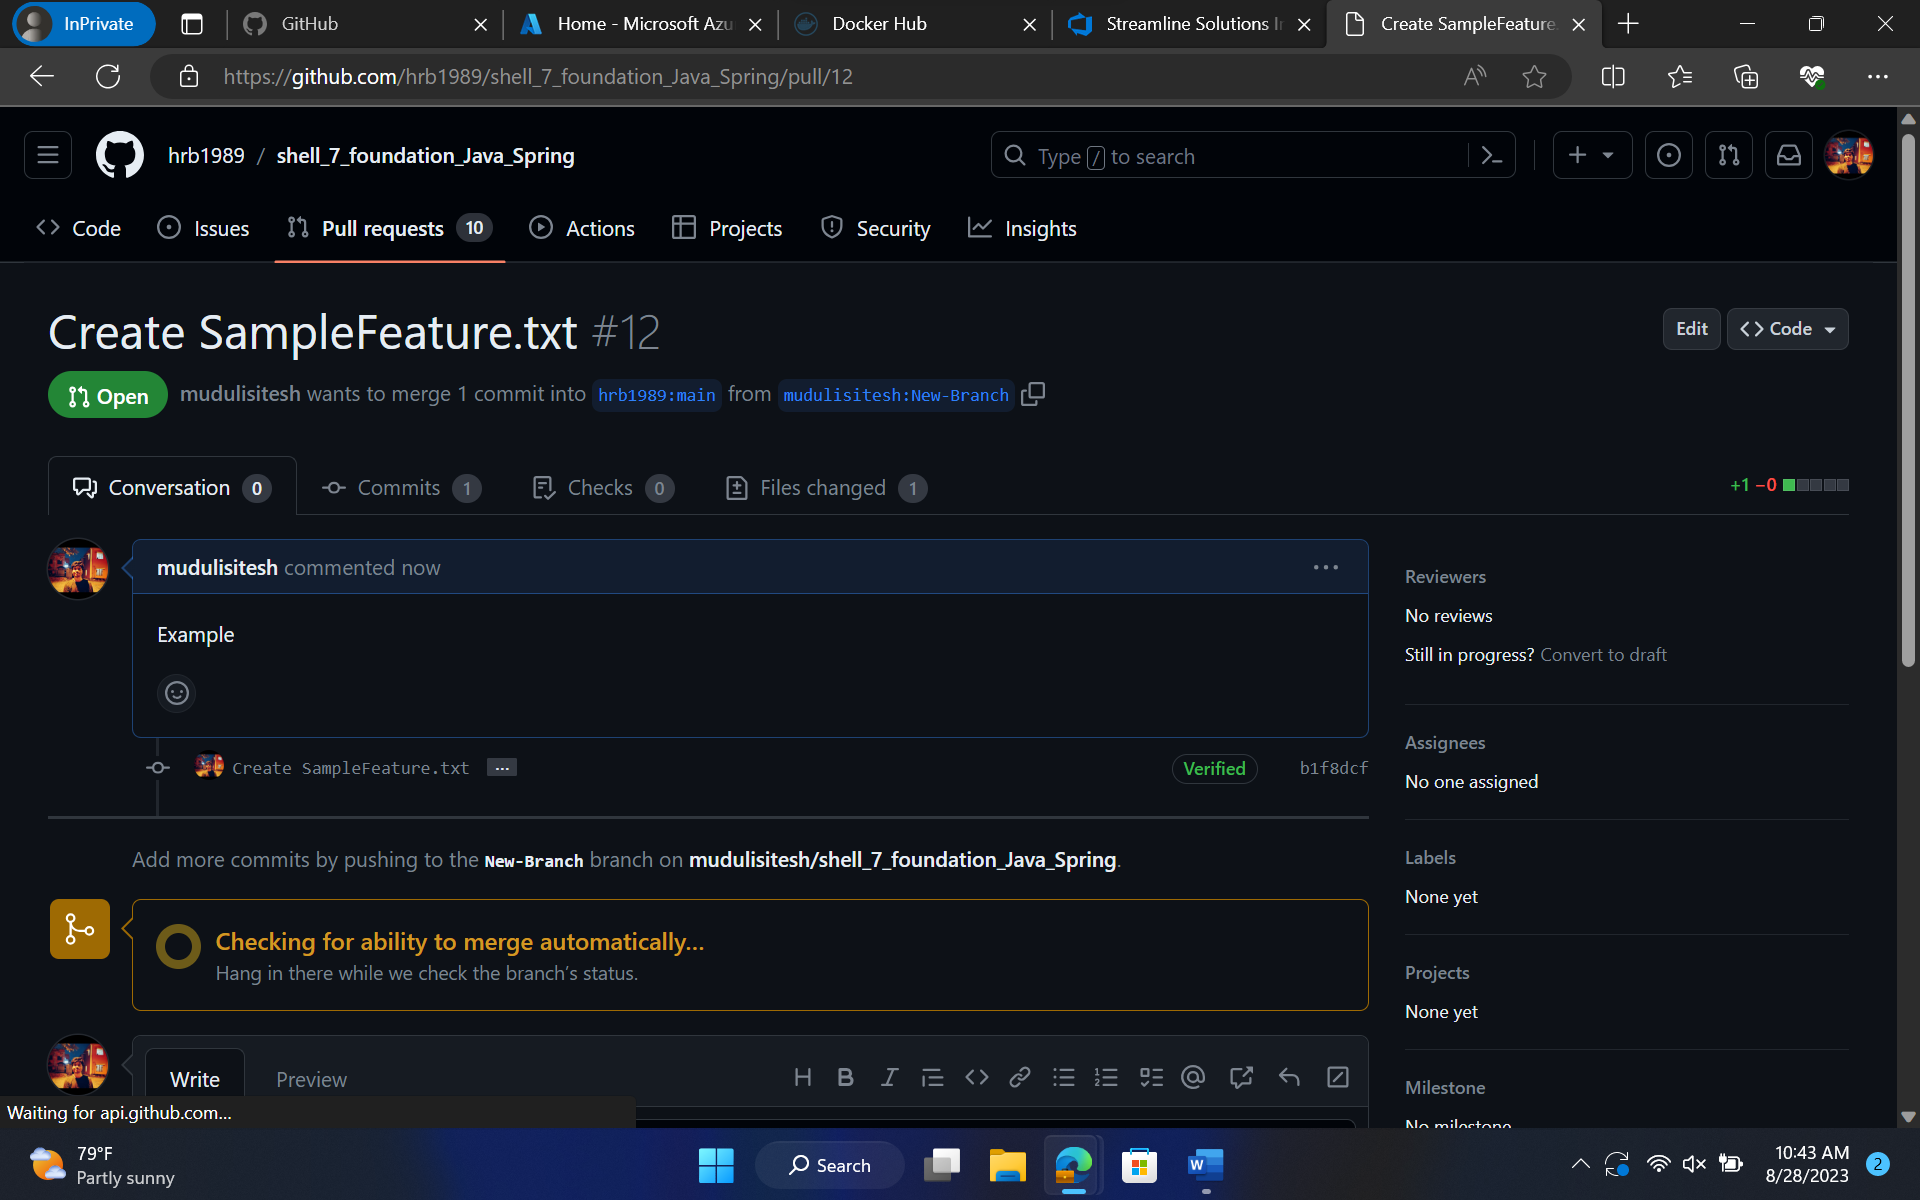 InPrivate
GitHub
Home - Microsoft Azu
Docker Hub
Streamline Solutions I
Create SampleFeature.
https://github.com/hrb1989/shell_7_foundation_Java_Spring/pull/12
hrb1989 / shell_7_foundation_Java_Spring
Type / to search
Code
Issues
Pull requests 10
Actions
Projects
Security
Insights
Create SampleFeature.txt #12
Edit
<> Code
Open
mudulisitesh wants to merge 1 commit into hrb1989:main from mudulisitesh:New-Branch
Conversation 0
Commits 1
Checks 0
Files changed 1
+1 −0
mudulisitesh commented now
Example
Create SampleFeature.txt ...
Verified
b1f8dcf
Add more commits by pushing to the New-Branch branch on mudulisitesh/shell_7_foundation_Java_Spring.
Checking for ability to merge automatically...
Hang in there while we check the branch's status.
Write
Preview
Reviewers
No reviews
Still in progress? Convert to draft
Assignees
No one assigned
Labels
None yet
Projects
None yet
Milestone
No milestone
Waiting for api.github.com...
79°F
Partly sunny
Search
10:43 AM
8/28/2023
2